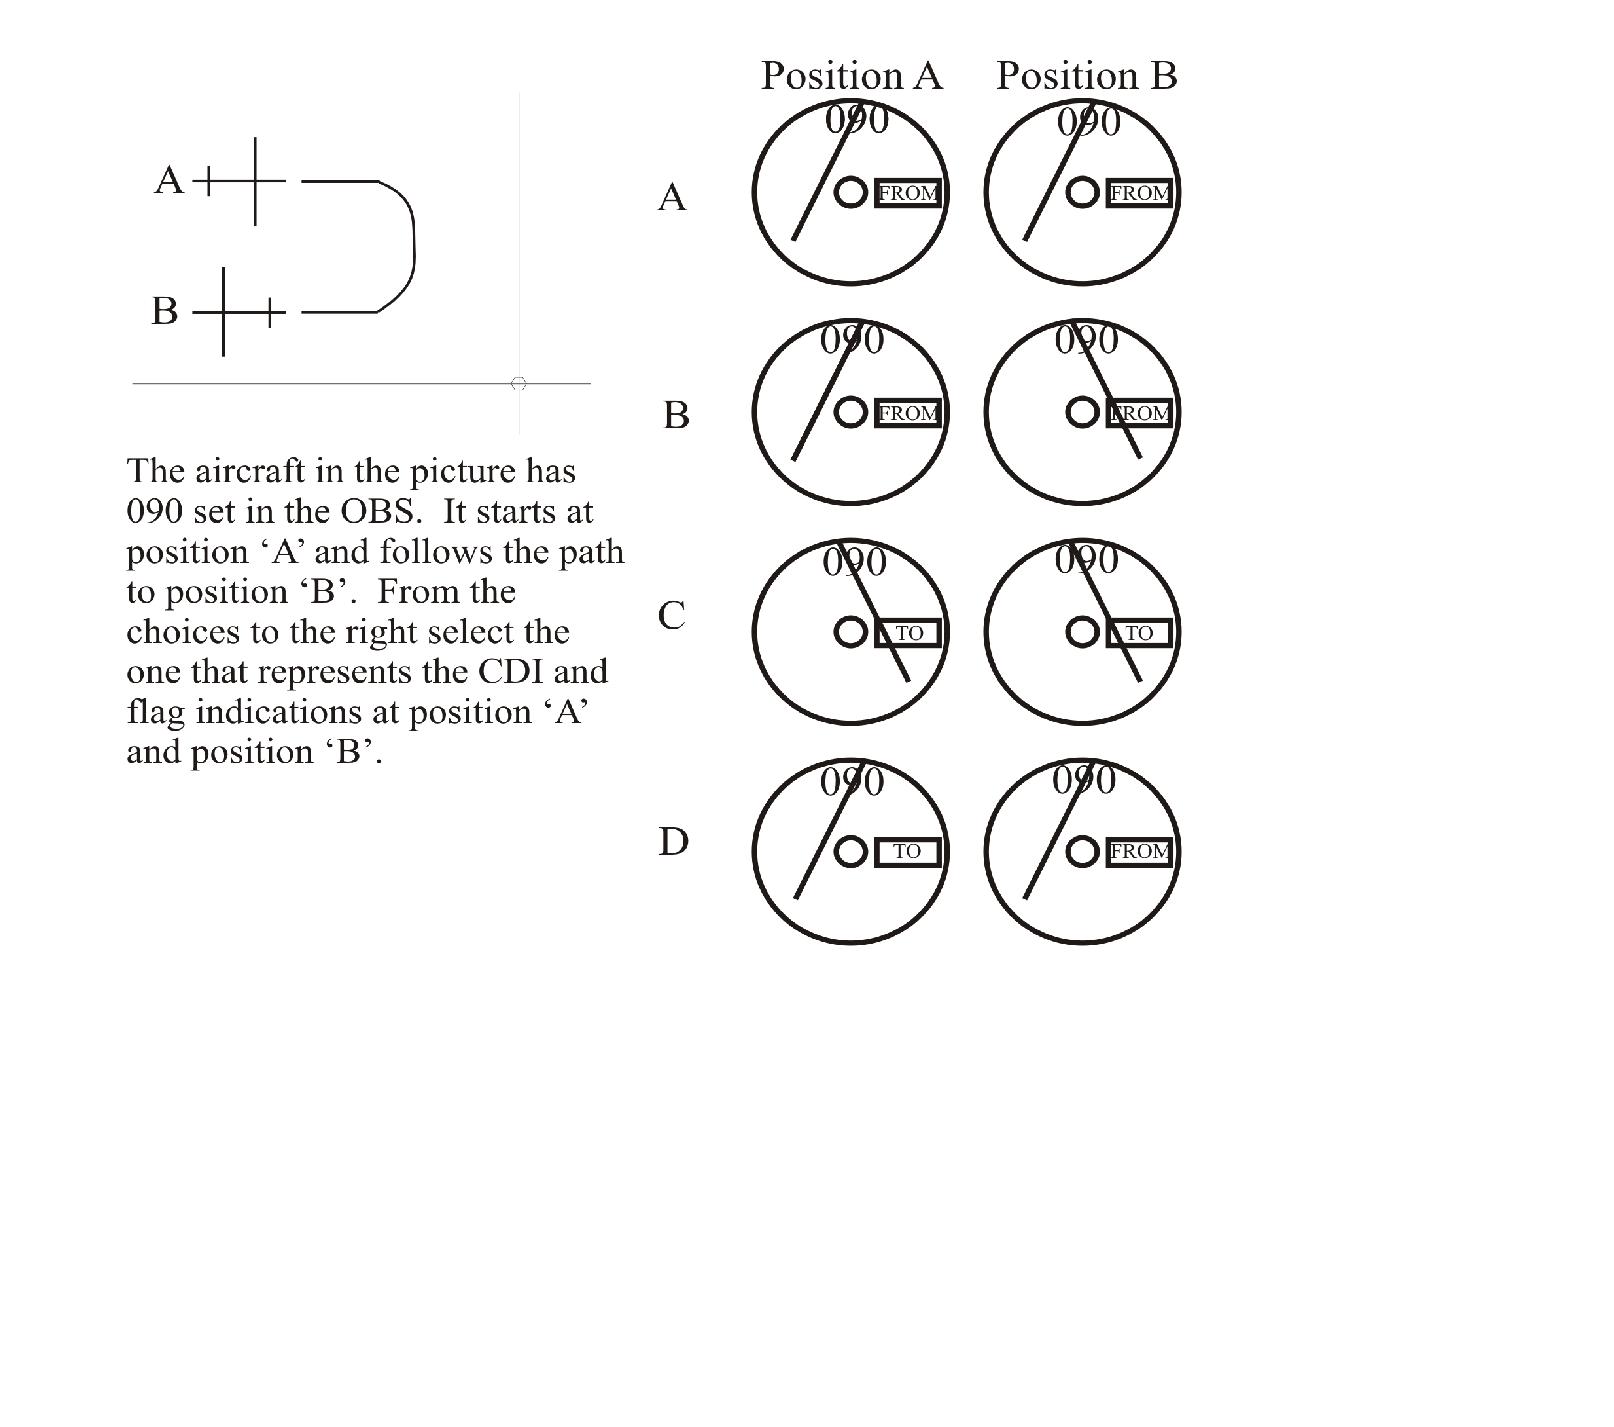 Position A Position B
A
B
The aircraft in the picture has
090 set in the OBS.  It starts at
position ‘A’ and follows the path
to position ‘B’.  From the
choices to the right select the
one that represents the CDI and
flag indications at position ‘A’
and position ‘B’.
A
090 FROM
090 FROM
B
090 FROM
090 FROM
C
090 TO
090 TO
D
090 TO
090 FROM